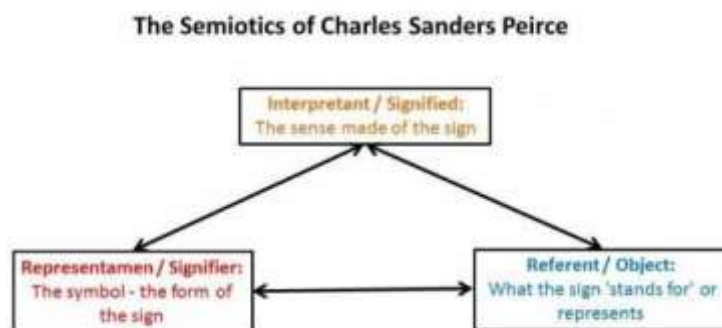 The Semiotics of Charles Sanders Peirce
Interpretant / Signified:
The sense made of the sign
Representamen / Signifier:
The symbol - the form of
the sign
Referent / Object:
What the sign 'stands for' or
represents